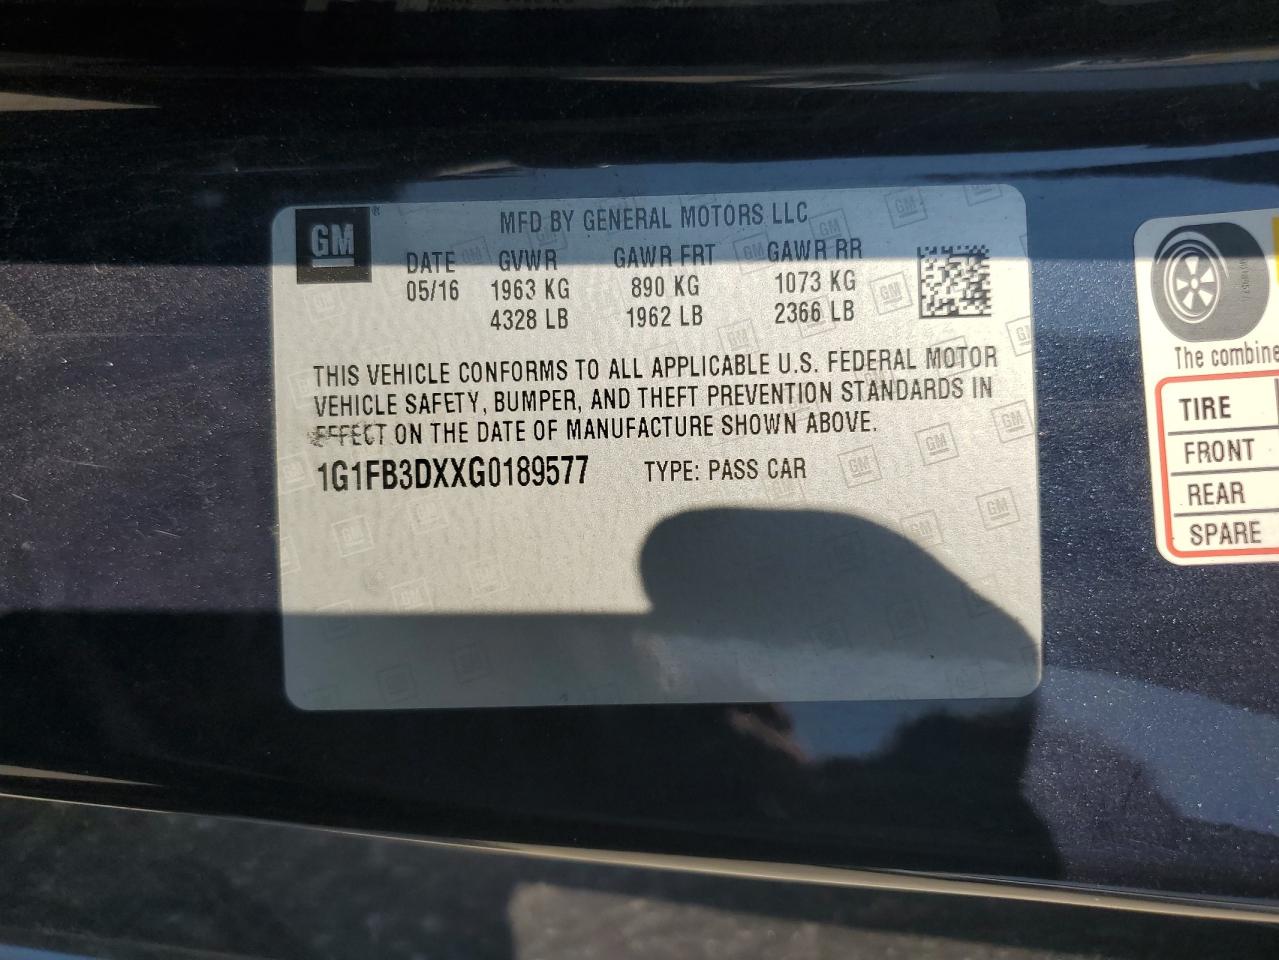 GM
MFD BY GENERAL MOTORS LLC
DATE GVWR GAWR FRT GAWR RR
05/16 1963 KG 890 KG 1073 KG
4328 LB 1962 LB 2366 LB
THIS VEHICLE CONFORMS TO ALL APPLICABLE U.S. FEDERAL MOTOR
VEHICLE SAFETY, BUMPER, AND THEFT PREVENTION STANDARDS IN
EFFECT ON THE DATE OF MANUFACTURE SHOWN ABOVE.
1G1FB3DXXG0189577 TYPE: PASS CAR
The combine
TIRE
FRONT
REAR
SPARE